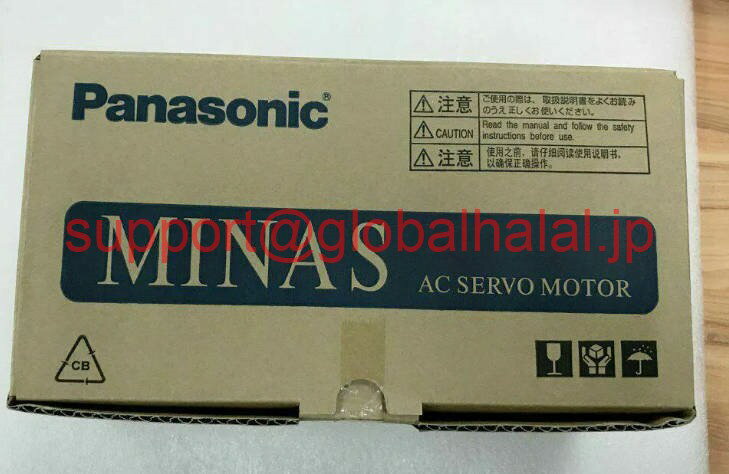 Panasonic®
注意 ご使用の際は、取扱説明書をよくお読み
のうえ正しくお使いください。
CAUTION Read the manual and follow the safety
instructions before use.
注意 使用之前,请仔细阅读使用说明书,
以确保正确操作。
support@globalhalal.jp
MINAS AC SERVO MOTOR
CB